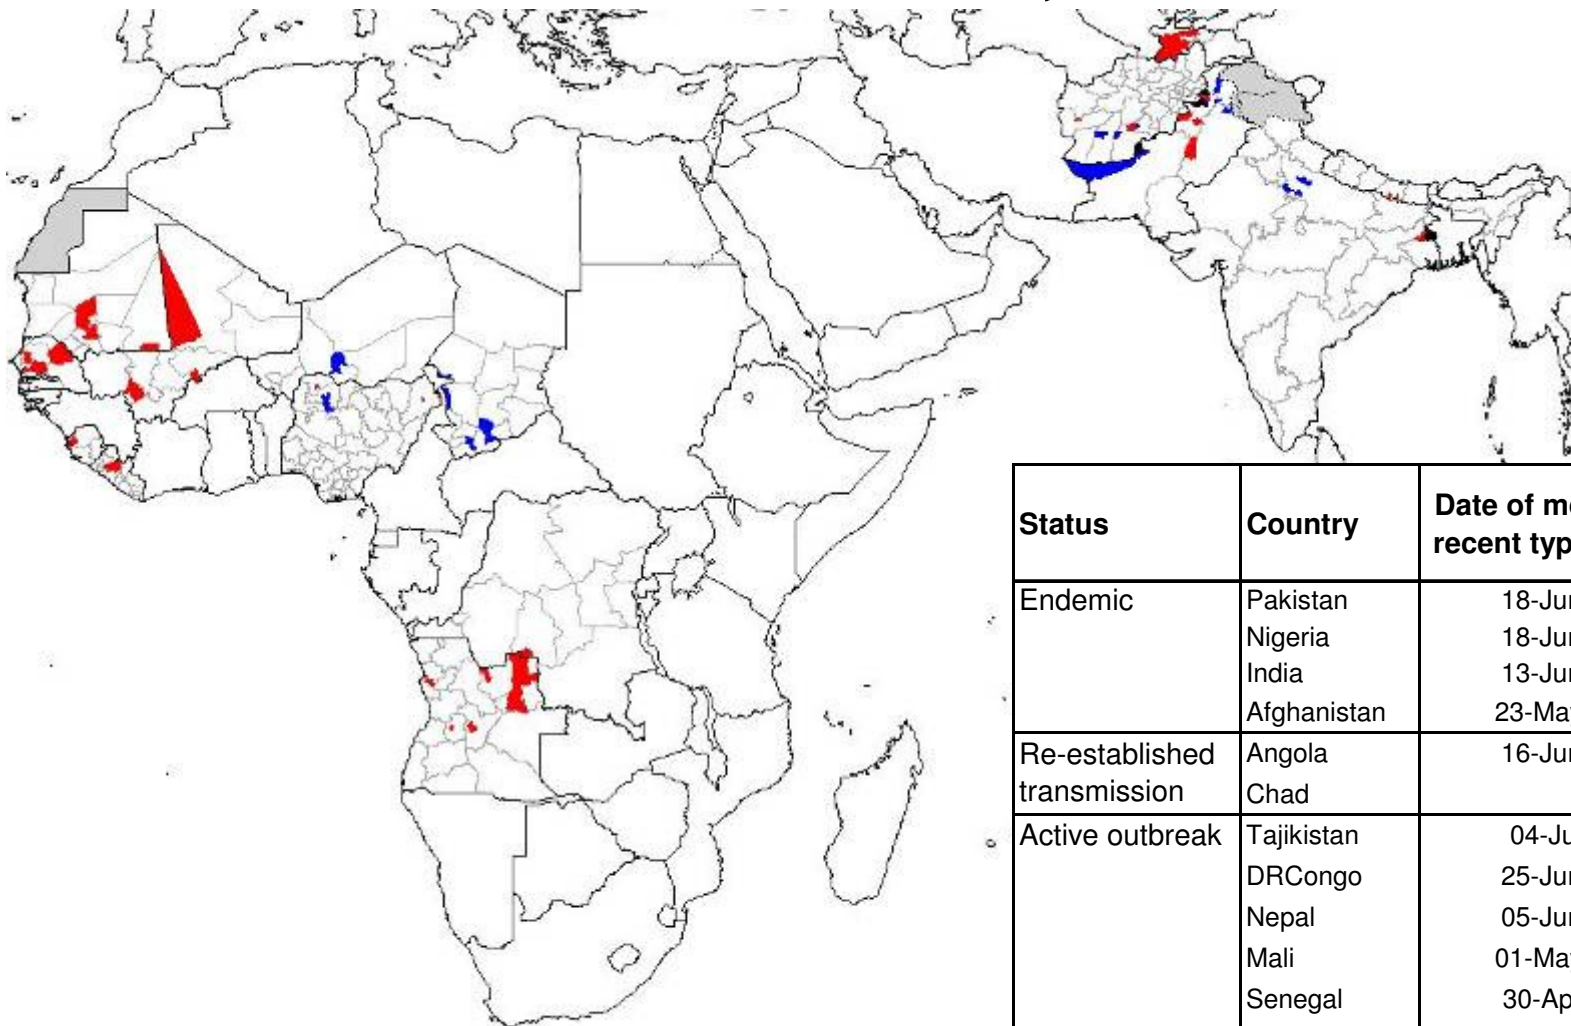 Status Country Date of mo
recent typ
Endemic Pakistan 18-Jun
Nigeria 18-Jun
India 13-Jun
Afghanistan 23-May
Re-established Angola 16-Jun
transmission Chad
Active outbreak Tajikistan 04-Ju
DRCongo 25-Jun
Nepal 05-Jun
Mali 01-May
Senegal 30-Ap